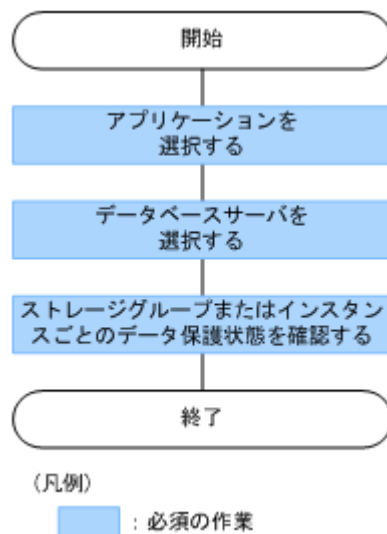 開始
アプリケーションを
選択する
データベースサーバを
選択する
ストレージグループまたはインスタン
スごとのデータ保護状態を確認する
終了
(凡例)
：必須の作業